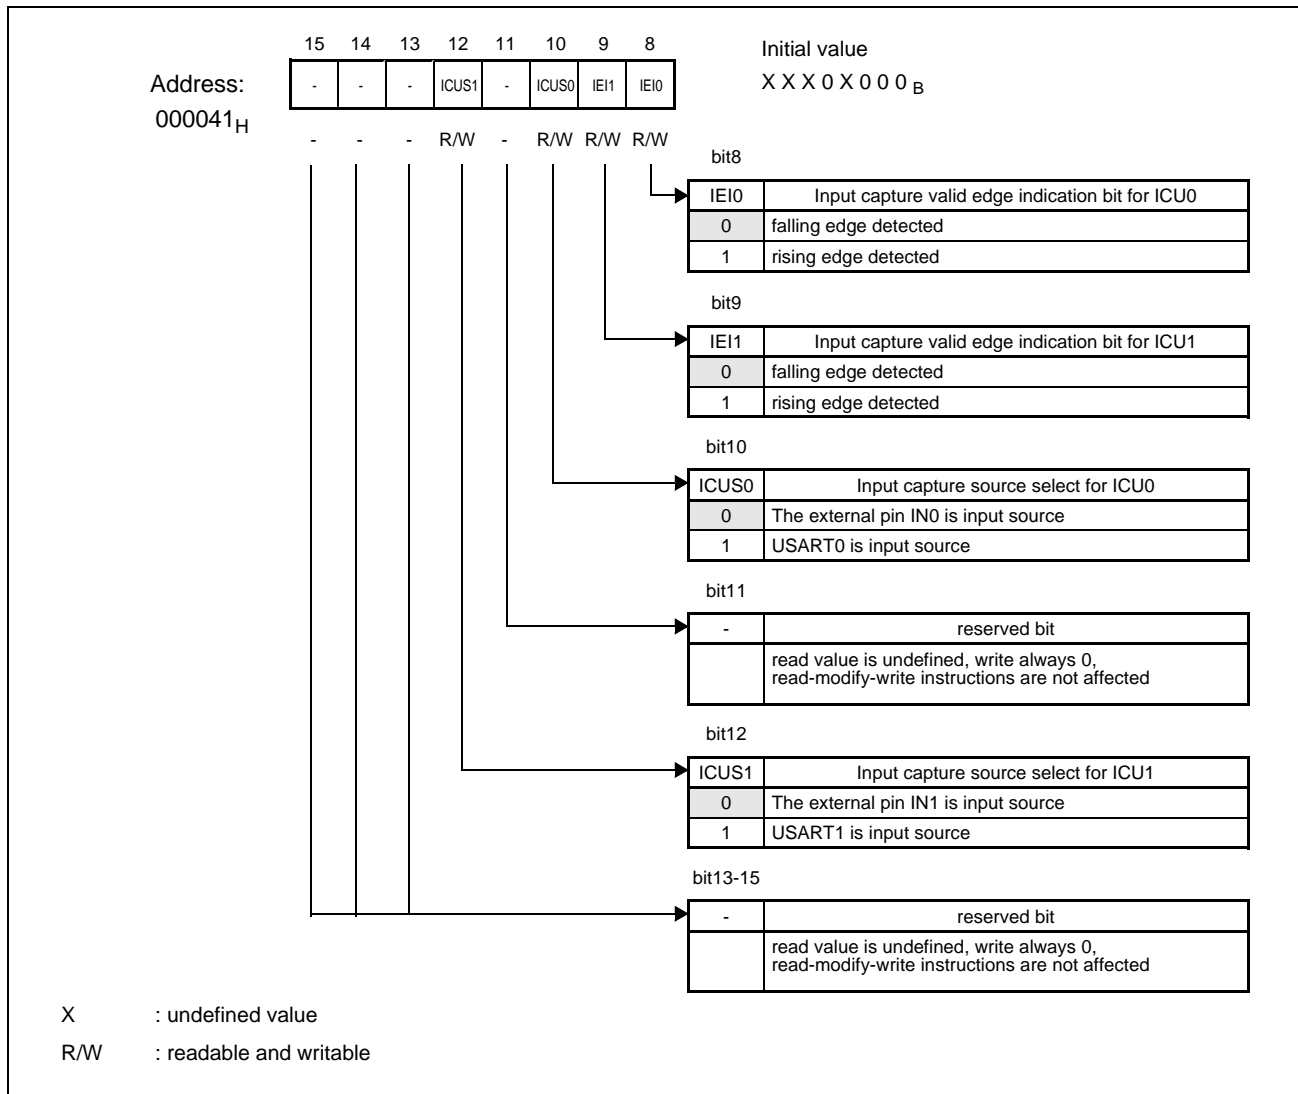 15 14 13 12 11 10 9 8
Initial value
Address:
- - - ICUS1 - ICUS0 IEI1 IEI0
X X X 0 X 0 0 0 B
000041H
- - - R/W - R/W R/W R/W
bit8
IEI0 Input capture valid edge indication bit for ICU0
0 falling edge detected
1 rising edge detected
bit9
IEI1 Input capture valid edge indication bit for ICU1
0 falling edge detected
1 rising edge detected
bit10
ICUS0 Input capture source select for ICU0
0 The external pin IN0 is input source
1 USART0 is input source
bit11
- reserved bit
read value is undefined, write always 0,
read-modify-write instructions are not affected
bit12
ICUS1 Input capture source select for ICU1
0 The external pin IN1 is input source
1 USART1 is input source
bit13-15
- reserved bit
read value is undefined, write always 0,
read-modify-write instructions are not affected
X : undefined value
R/W : readable and writable